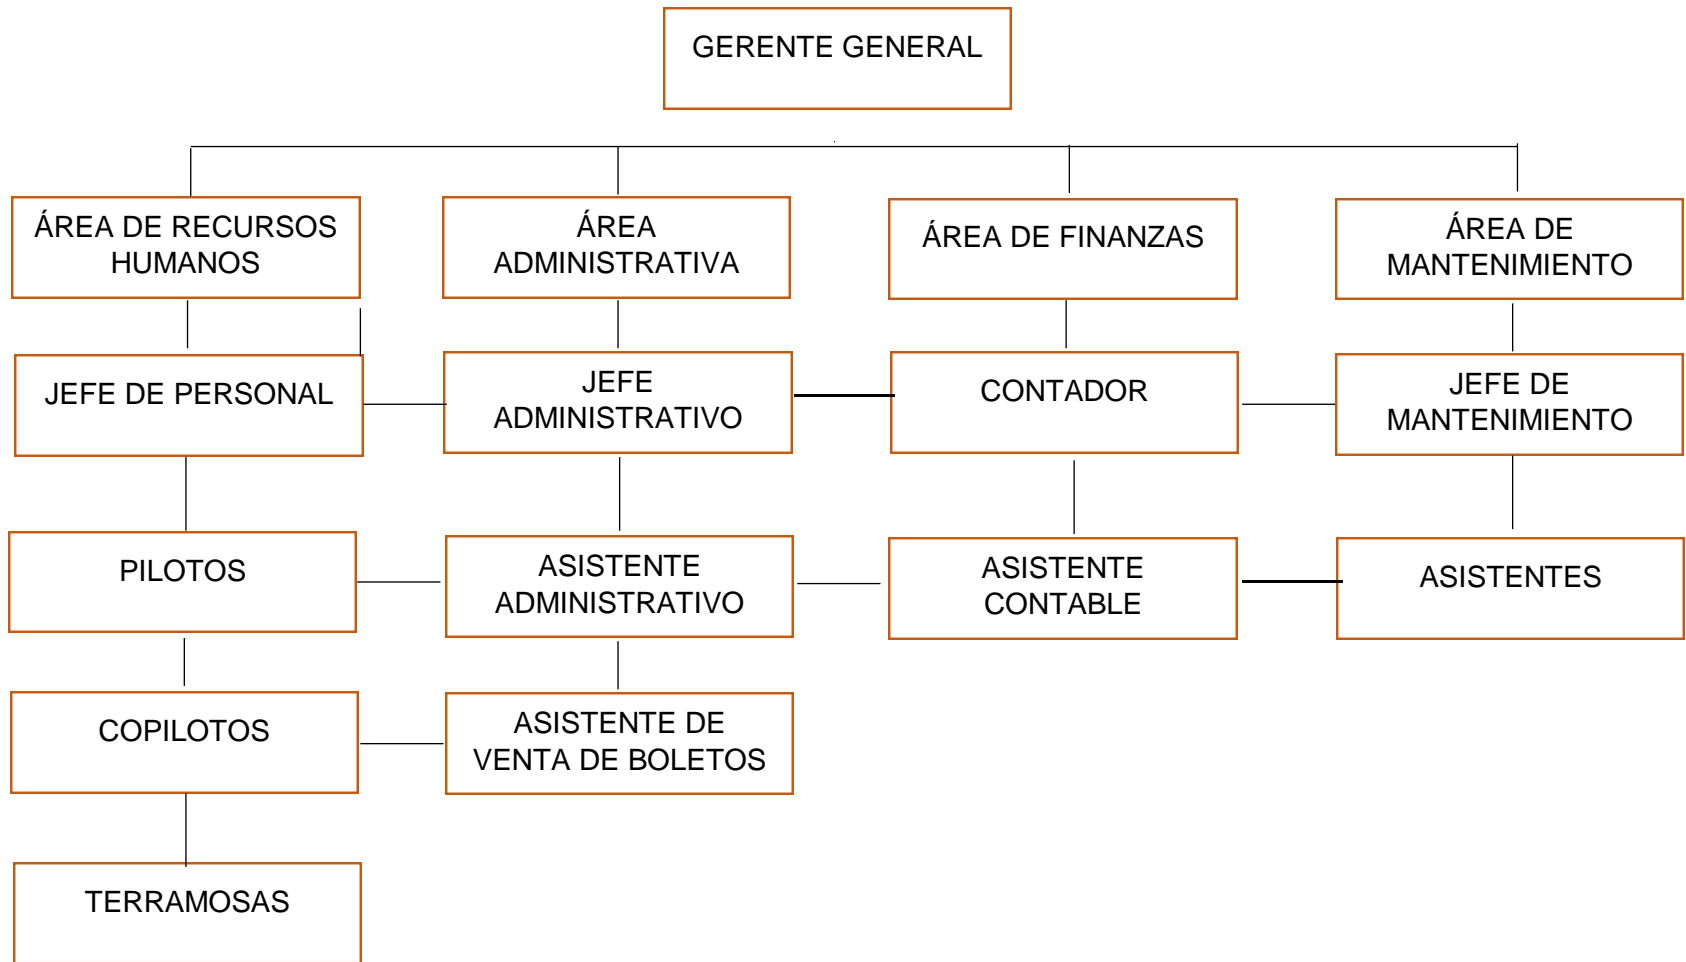 GERENTE GENERAL
ÁREA DE RECURSOS
HUMANOS
ÁREA
ADMINISTRATIVA
ÁREA DE FINANZAS
ÁREA DE
MANTENIMIENTO
JEFE DE PERSONAL
JEFE
ADMINISTRATIVO
CONTADOR
JEFE DE
MANTENIMIENTO
PILOTOS
ASISTENTE
ADMINISTRATIVO
ASISTENTE
CONTABLE
ASISTENTES
COPILOTOS
ASISTENTE DE
VENTA DE BOLETOS
TERRAMOSAS